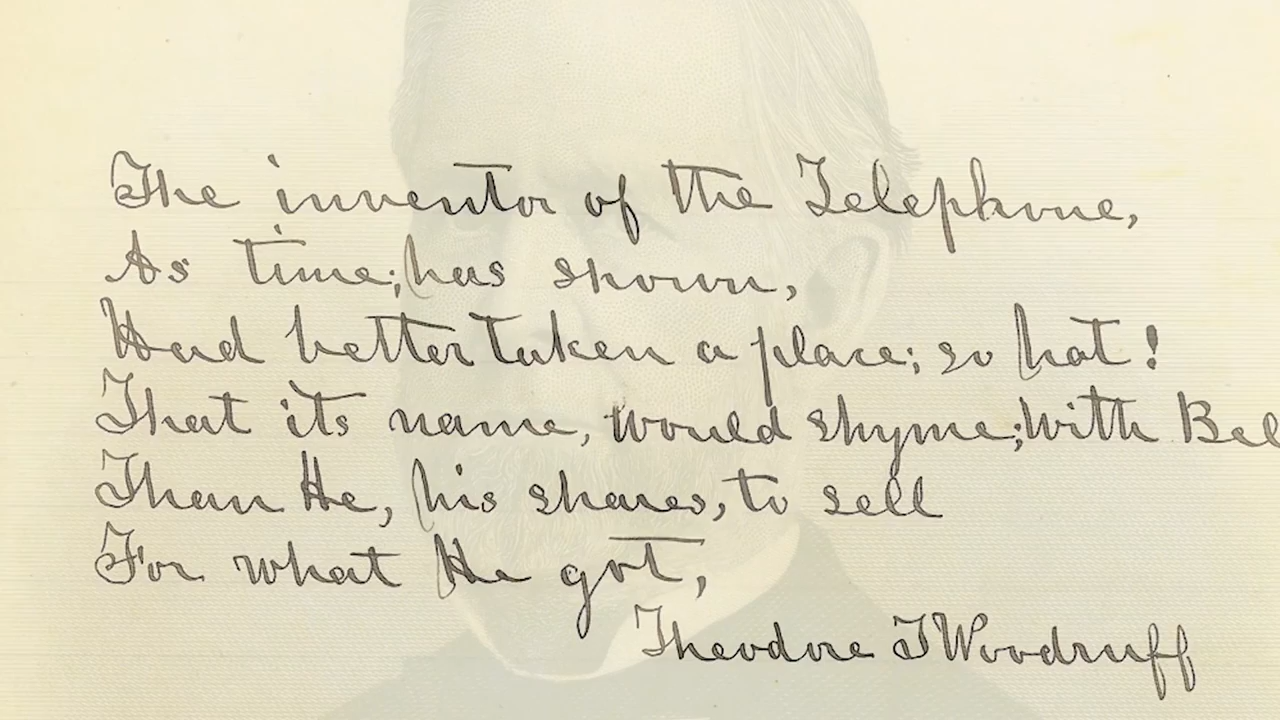 The inventor of the Telephone,
As time; has shown,
Had better taken a place; so hot!
That its name, would rhyme; with Bel
Than He, his shares, to sell
For what He got,
Theodore T Woodruff